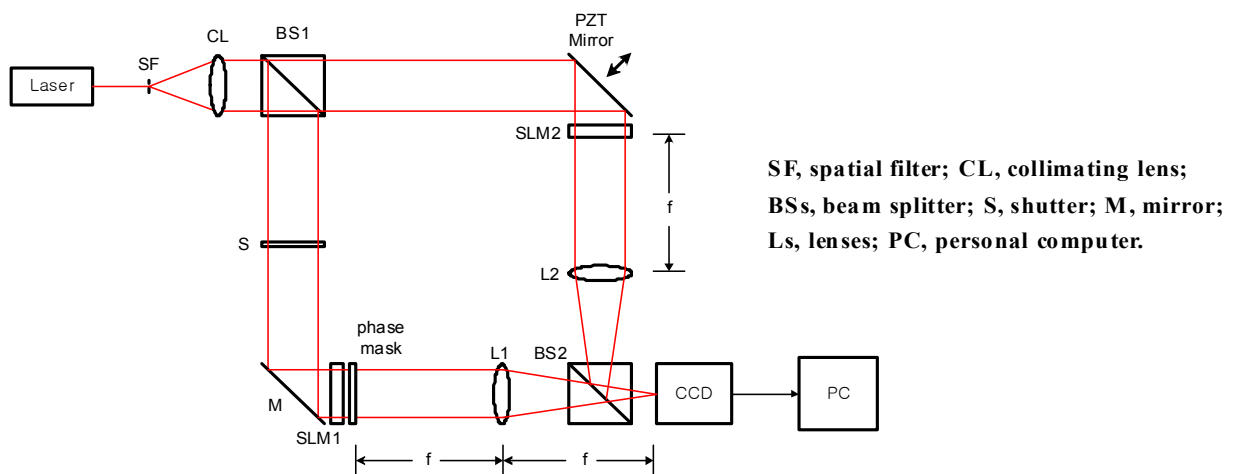 PZT
Mirror
BS1
CL
SF
Laser
SLM2
SF, spatial filter; CL, collimating lens;
BSs, beam splitter; S, shutter; M, mirror;
Ls, lenses; PC, personal computer.
f
S
L2
phase
mask
L1
BS2
M
CCD
PC
SLM1
f
f